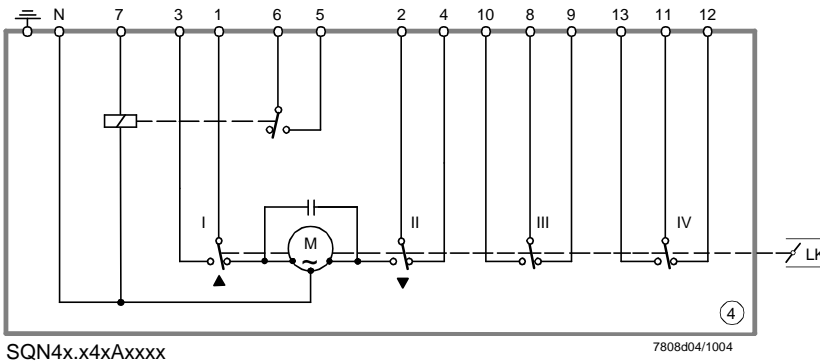 N 7 3 1 6 5 2 4 10 8 9 13 11 12
I II III IV
M
~
LK
4
SQN4x.x4xAxxxx
7808d04/1004